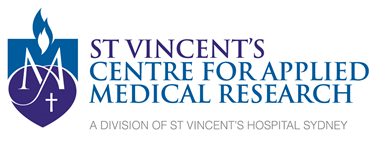 ST VINCENT'S
CENTRE FOR APPLIED
MEDICAL RESEARCH
A DIVISION OF ST VINCENT'S HOSPITAL SYDNEY